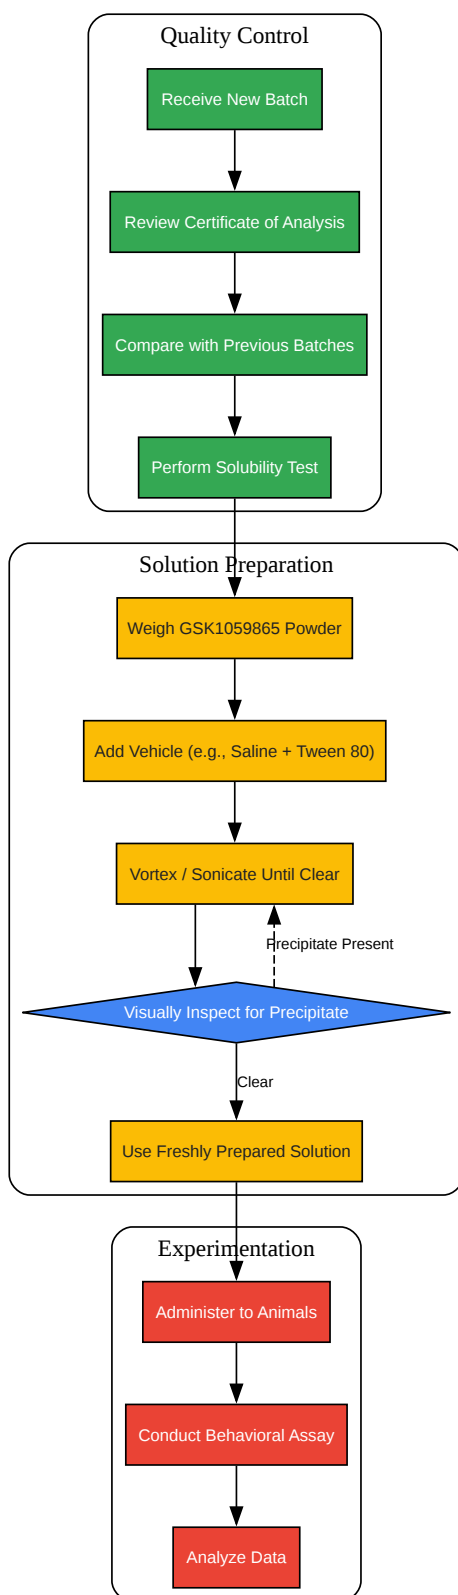 Quality Control
Receive New Batch
Review Certificate of Analysis
Compare with Previous Batches
Perform Solubility Test
Solution Preparation
Weigh GSK1059865 Powder
Add Vehicle (e.g., Saline + Tween 80)
Vortex / Sonicate Until Clear
Precipitate Present
Visually Inspect for Precipitate
Clear
Use Freshly Prepared Solution
Experimentation
Administer to Animals
Conduct Behavioral Assay
Analyze Data